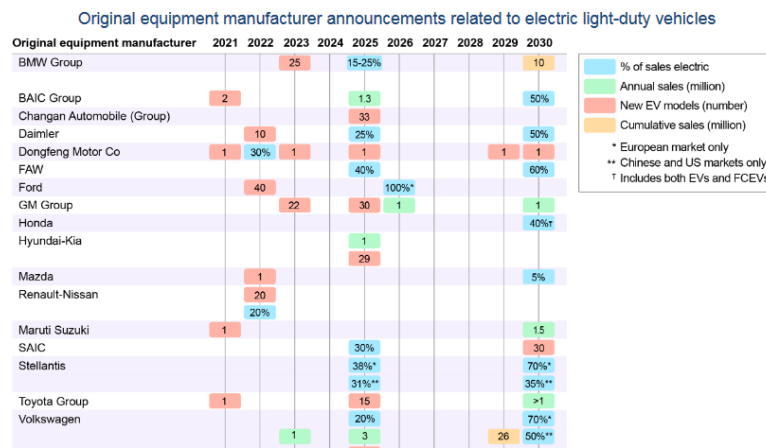 Original equipment manufacturer announcements related to electric light-duty vehicles
Original equipment manufacturer 2021 2022 2023 2024 2025 2026 2027 2028 2029 2030
BMW Group 25 15-25% 10
BAIC Group 2 1.3 50%
Changan Automobile (Group) 33
Daimler 10 25% 50%
Dongfeng Motor Co 1 30% 1 1 1 1
FAW 40% 60%
Ford 40 100%*
GM Group 22 30 1 1
Honda 40%†
Hyundai-Kia 1
29
Mazda 1 5%
Renault-Nissan 20
20%
Maruti Suzuki 1 1.5
SAIC 30% 30
Stellantis 38%* 70%*
31%** 35%**
Toyota Group 1 15 >1
Volkswagen 20% 70%*
1 3 26 50%**
% of sales electric
Annual sales (million)
New EV models (number)
Cumulative sales (million)
* European market only
** Chinese and US markets only
† Includes both EVs and FCEVs